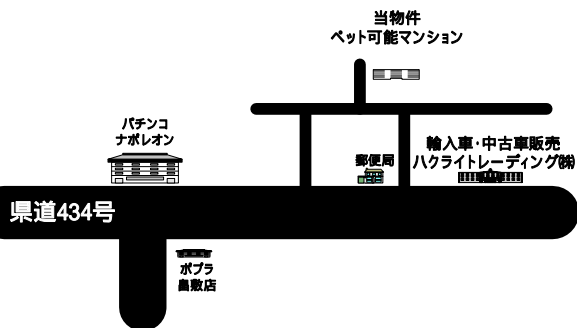 当物件
ペット可能マンション
パチンコ
ナポレオン
郵便局
輸入車・中古車販売
ハクライトレーディング㈱
県道434号
ポプラ
畠敷店